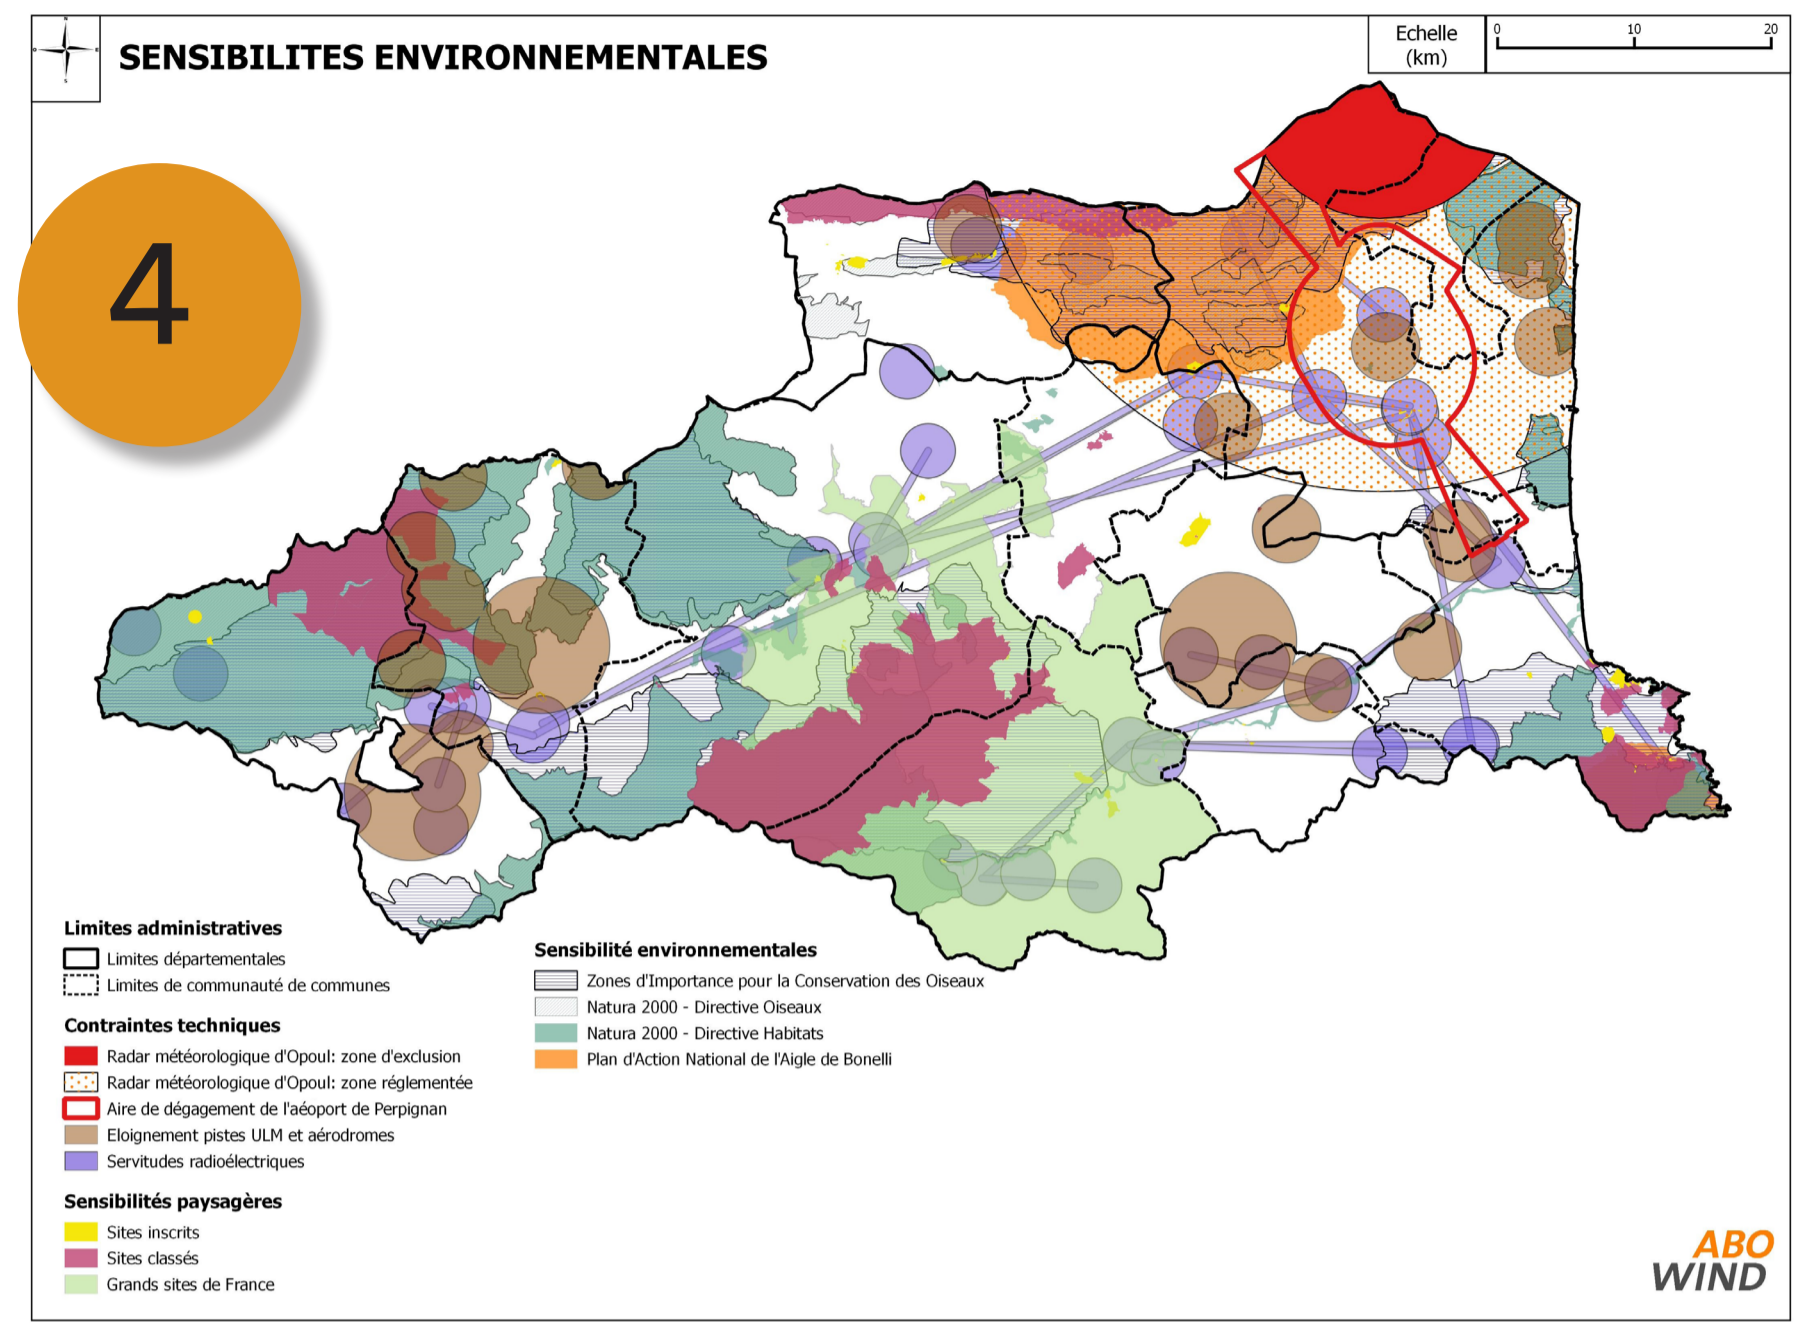 SENSIBILITES ENVIRONNEMENTALES
N
O
E
S
Echelle
(km)
0
10
20
4
Limites administratives
Limites départementales
Limites de communauté de communes
Contraintes techniques
Radar météorologique d'Opoul: zone d'exclusion
Radar météorologique d'Opoul: zone réglementée
Aire de dégagement de l'aéoport de Perpignan
Eloignement pistes ULM et aérodromes
Servitudes radioélectriques
Sensibilités paysagères
Sites inscrits
Sites classés
Grands sites de France
Sensibilité environnementales
Zones d'Importance pour la Conservation des Oiseaux
Natura 2000 - Directive Oiseaux
Natura 2000 - Directive Habitats
Plan d'Action National de l'Aigle de Bonelli
ABO
WIND